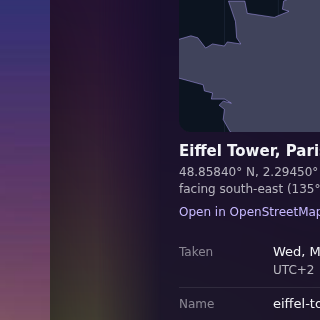 Eiffel Tower, Pari
48.85840° N, 2.29450°
facing south-east (135°
Open in OpenStreetMap
Taken Wed, M
UTC+2
Name eiffel-to